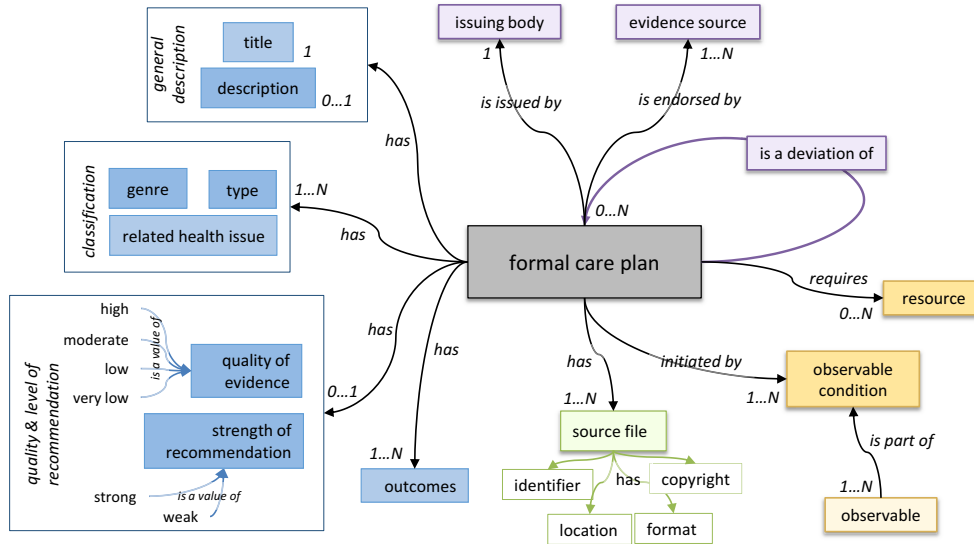 general
description
title
1
description
0...1
has
issuing body
1
is issued by
evidence source
1...N
is endorsed by
is a deviation of
0...N
classification
genre
type
related health issue
1...N
has
formal care plan
requires
0...N
resource
quality & level of
recommendation
high
moderate
low
very low
is a value of
quality of
evidence
strength of
recommendation
strong
weak
is a value of
0...1
has
has
1...N
outcomes
has
1...N
source file
has
identifier
copyright
location
format
initiated by
1...N
observable
condition
is part of
1...N
observable